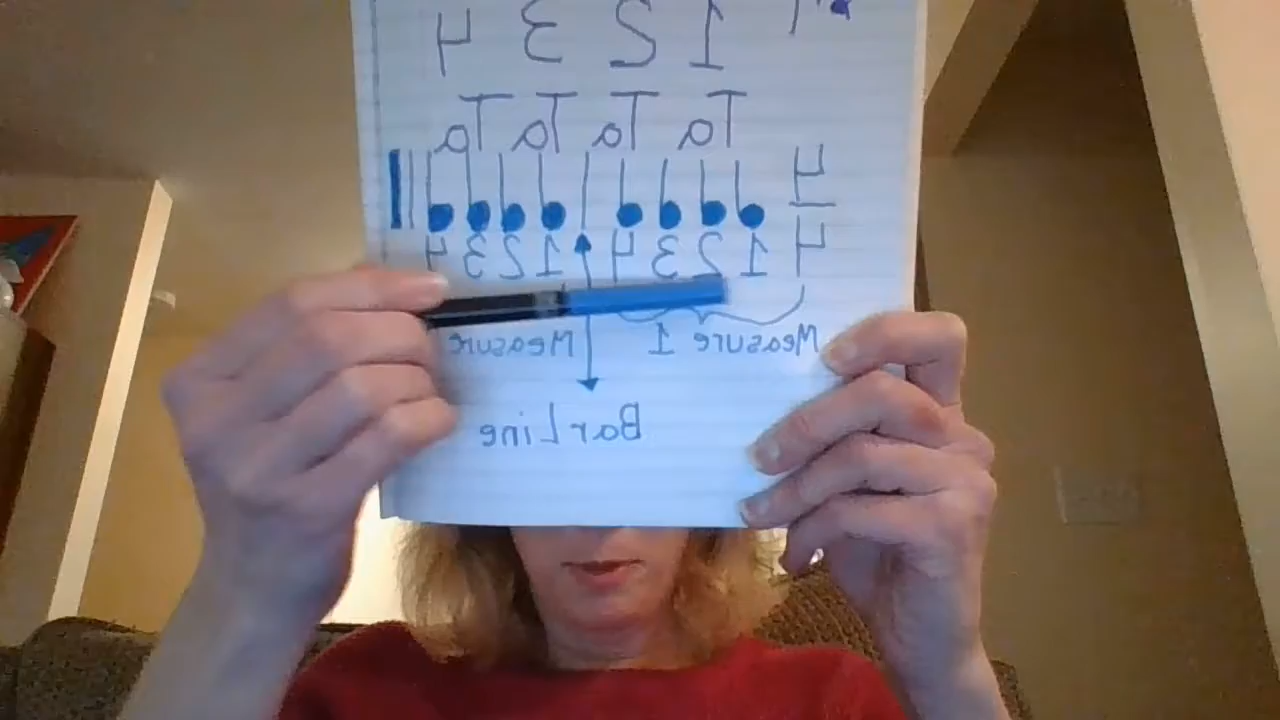 1 2 3 4
Ta Ta Ta Ta
4
4
1 2 3 4 1 2 3 4
Measure 1 Measure
Bar Line